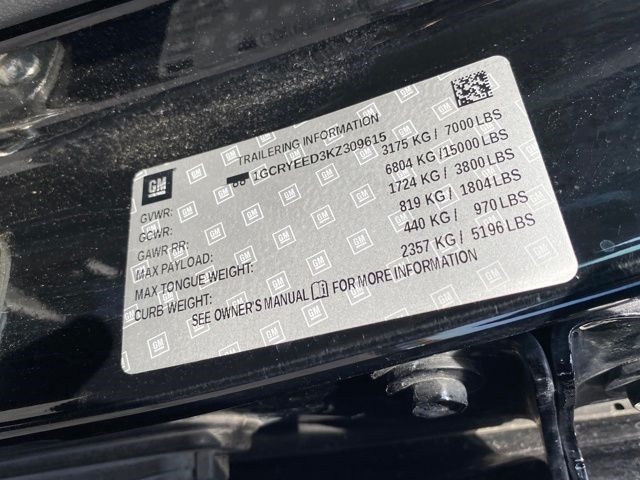 TRAILERING INFORMATION
GM
1GCRYEED3KZ309615
GVWR: 3175 KG / 7000 LBS
GCWR: 6804 KG /15000 LBS
GAWR RR: 1724 KG / 3800 LBS
MAX PAYLOAD: 819 KG / 1804 LBS
MAX TONGUE WEIGHT: 440 KG / 970 LBS
CURB WEIGHT: 2357 KG / 5196 LBS
SEE OWNER'S MANUAL FOR MORE INFORMATION